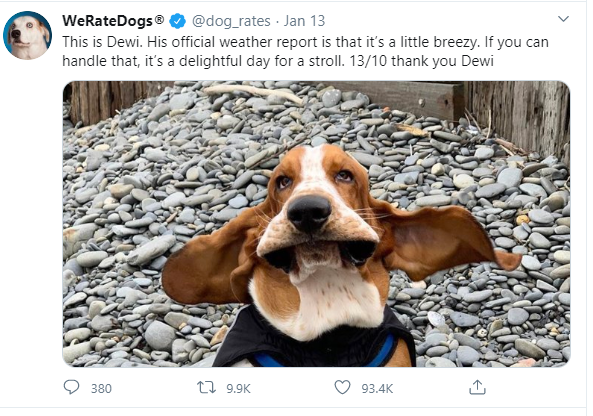 WeRateDogs® @dog_rates · Jan 13
This is Dewi. His official weather report is that it's a little breezy. If you can
handle that, it's a delightful day for a stroll. 13/10 thank you Dewi
380 9.9K 93.4K